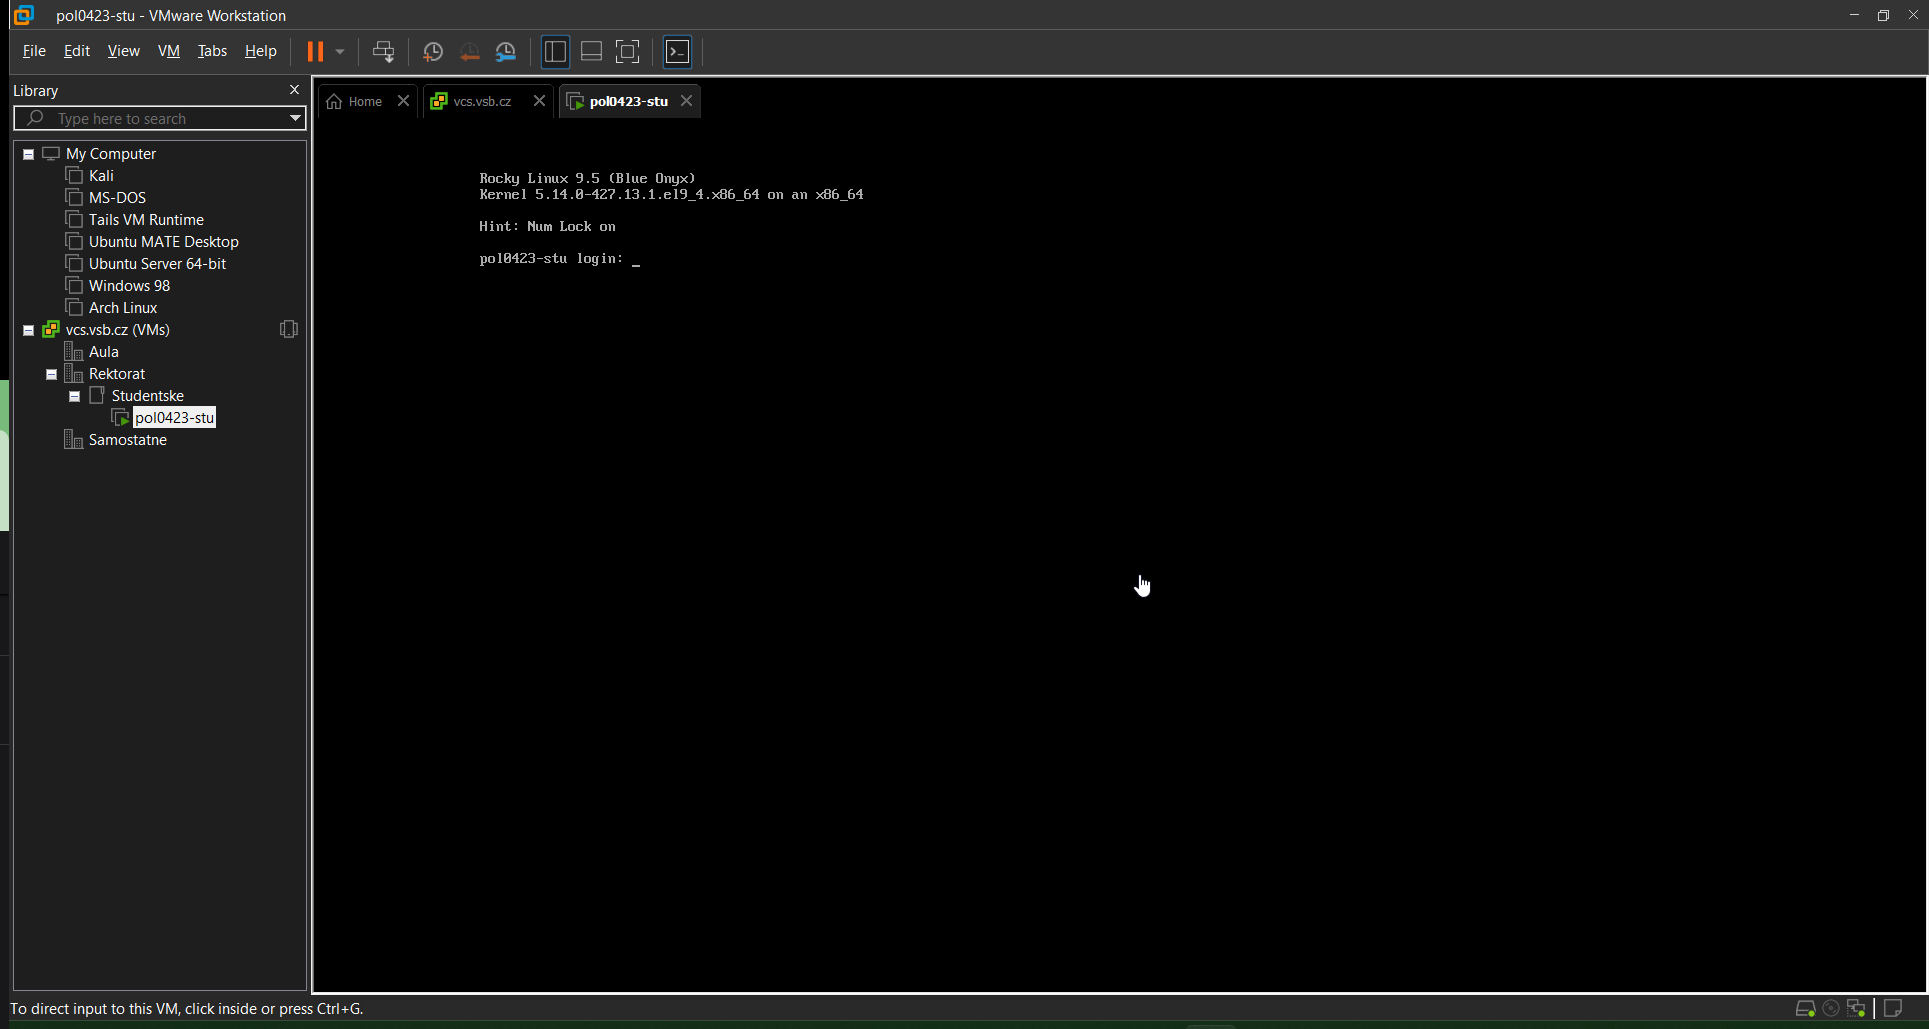 pol0423-stu - VMware Workstation
File Edit View VM Tabs Help
Library
Type here to search
My Computer
Kali
MS-DOS
Tails VM Runtime
Ubuntu MATE Desktop
Ubuntu Server 64-bit
Windows 98
Arch Linux
vcs.vsb.cz (VMs)
Aula
Rektorat
Studentske
pol0423-stu
Samostatne
Home vcs.vsb.cz pol0423-stu
Rocky Linux 9.5 (Blue Onyx)
Kernel 5.14.0-427.13.1.el9_4.x86_64 on an x86_64
Hint: Num Lock on
pol0423-stu login: _
To direct input to this VM, click inside or press Ctrl+G.